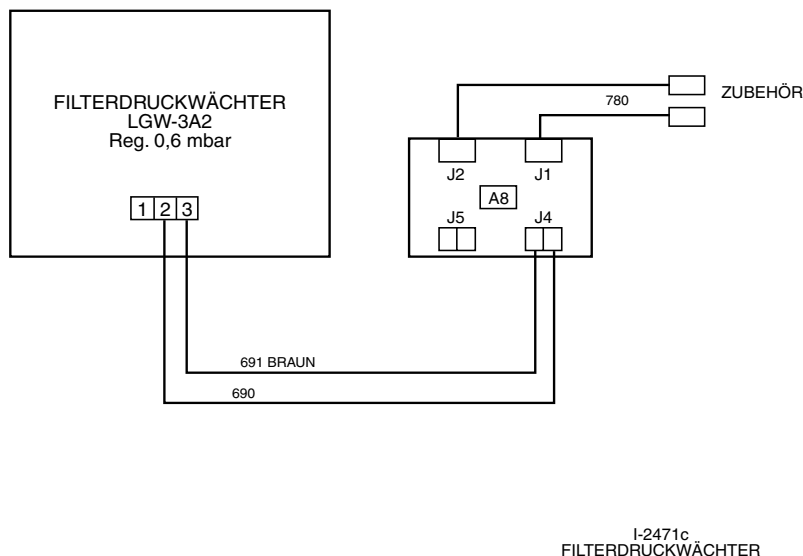 FILTERDRUCKWÄCHTER
LGW-3A2
Reg. 0,6 mbar
1 2 3
780
ZUBEHÖR
J2 J1
A8
J5 J4
691 BRAUN
690
I-2471c
FILTERDRUCKWÄCHTER